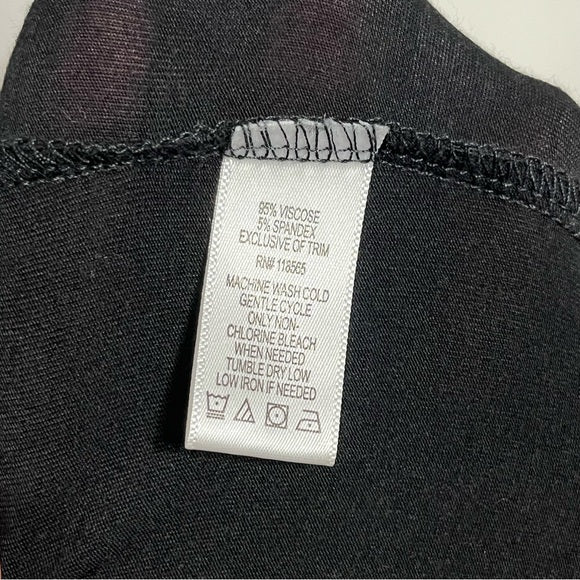 95% VISCOSE
5% SPANDEX
EXCLUSIVE OF TRIM
RN# 118565
MACHINE WASH COLD
GENTLE CYCLE
ONLY NON-
CHLORINE BLEACH
WHEN NEEDED
TUMBLE DRY LOW
LOW IRON IF NEEDED